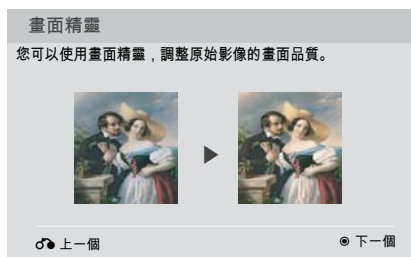 畫面精靈
您可以使用畫面精靈，調整原始影像的畫面品質。
上一個
下一個